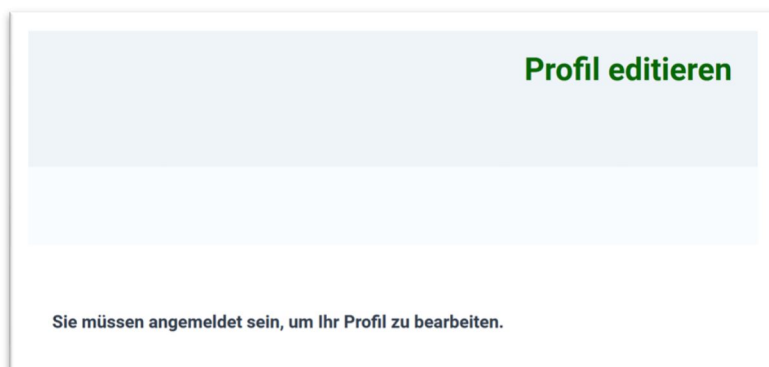 Profil editieren
Sie müssen angemeldet sein, um Ihr Profil zu bearbeiten.